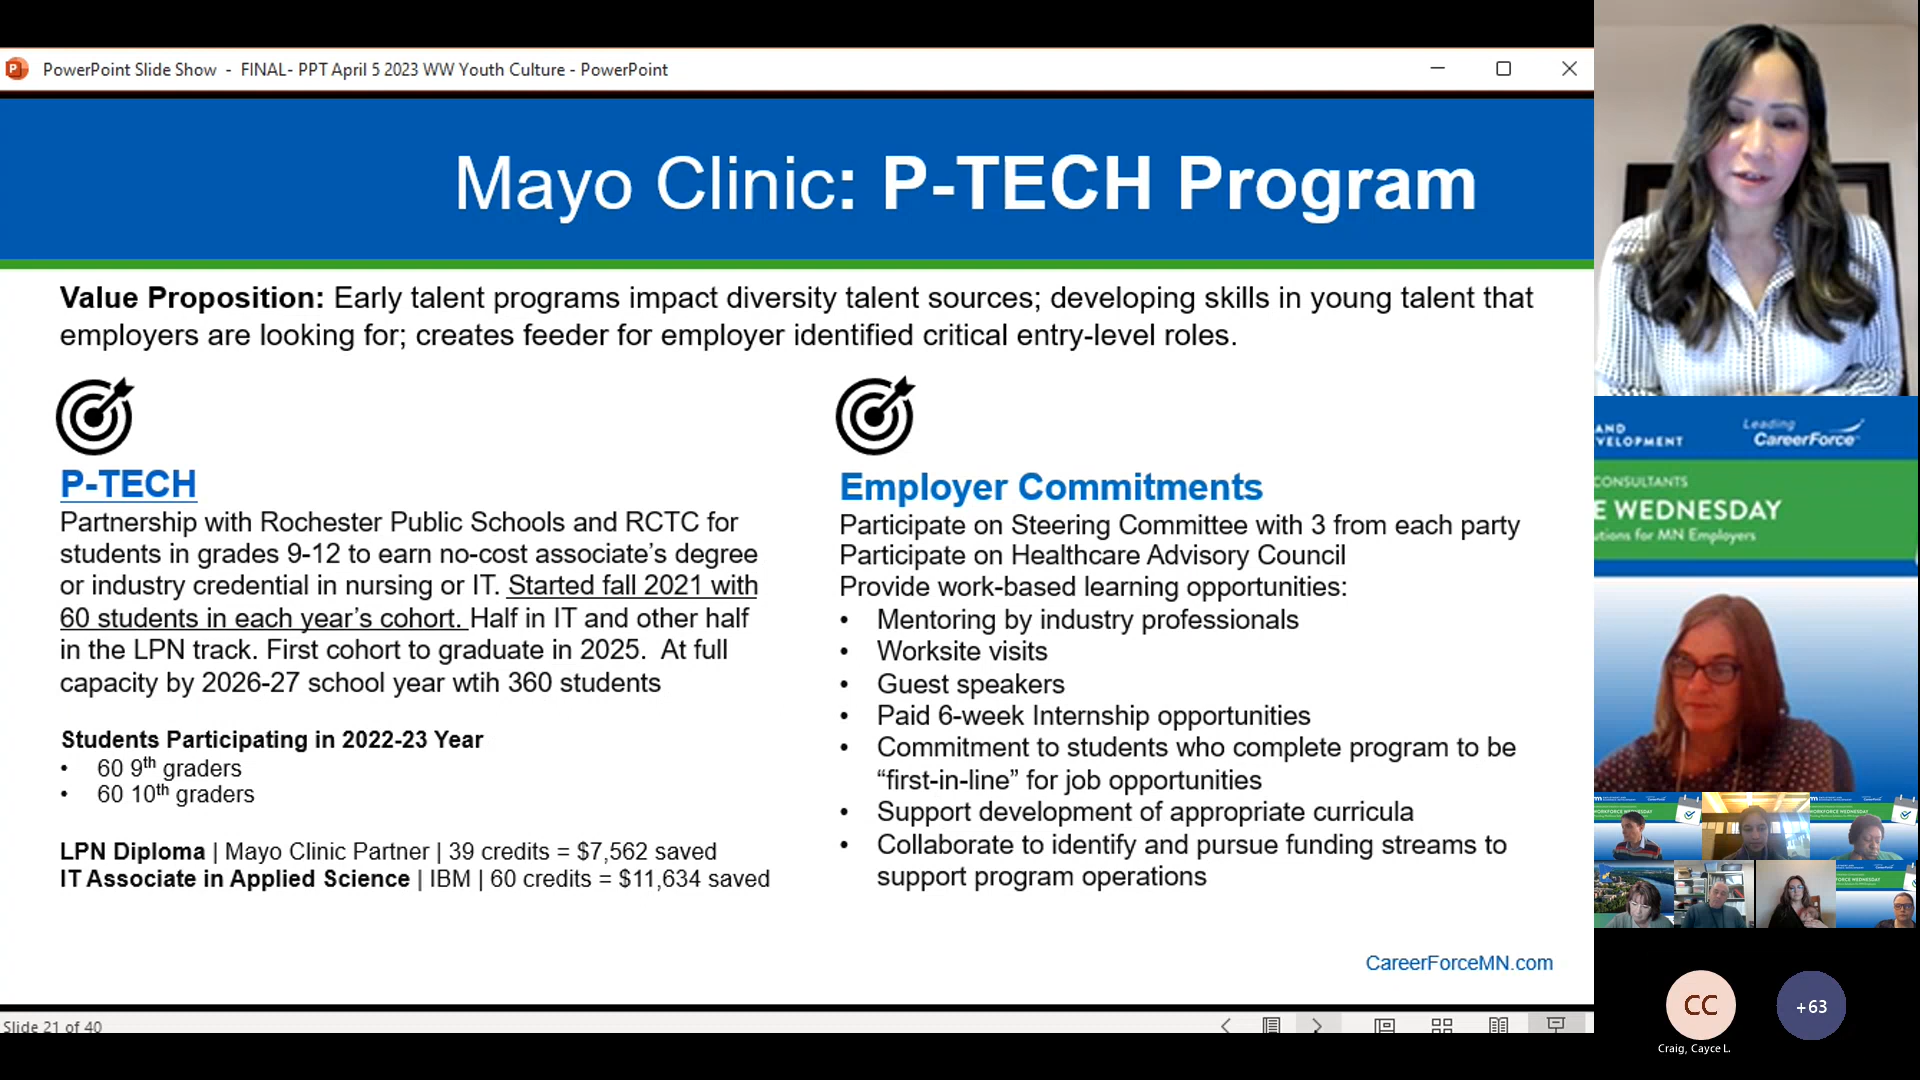 PowerPoint Slide Show - FINAL- PPT April 5 2023 WW Youth Culture - PowerPoint
Mayo Clinic: P-TECH Program
Value Proposition: Early talent programs impact diversity talent sources; developing skills in young talent that
employers are looking for; creates feeder for employer identified critical entry-level roles.
P-TECH
Partnership with Rochester Public Schools and RCTC for
students in grades 9-12 to earn no-cost associate’s degree
or industry credential in nursing or IT. Started fall 2021 with
60 students in each year’s cohort. Half in IT and other half
in the LPN track. First cohort to graduate in 2025. At full
capacity by 2026-27 school year wtih 360 students
Students Participating in 2022-23 Year
• 60 9th graders
• 60 10th graders
LPN Diploma | Mayo Clinic Partner | 39 credits = $7,562 saved
IT Associate in Applied Science | IBM | 60 credits = $11,634 saved
Employer Commitments
Participate on Steering Committee with 3 from each party
Participate on Healthcare Advisory Council
Provide work-based learning opportunities:
• Mentoring by industry professionals
• Worksite visits
• Guest speakers
• Paid 6-week Internship opportunities
• Commitment to students who complete program to be
“first-in-line” for job opportunities
• Support development of appropriate curricula
• Collaborate to identify and pursue funding streams to
support program operations
CareerForceMN.com
Slide 21 of 40
AND
VELOPMENT
Leading
CareerForce
CONSULTANTS
E WEDNESDAY
utions for MN Employers
CC
+63
Craig, Cayce L.